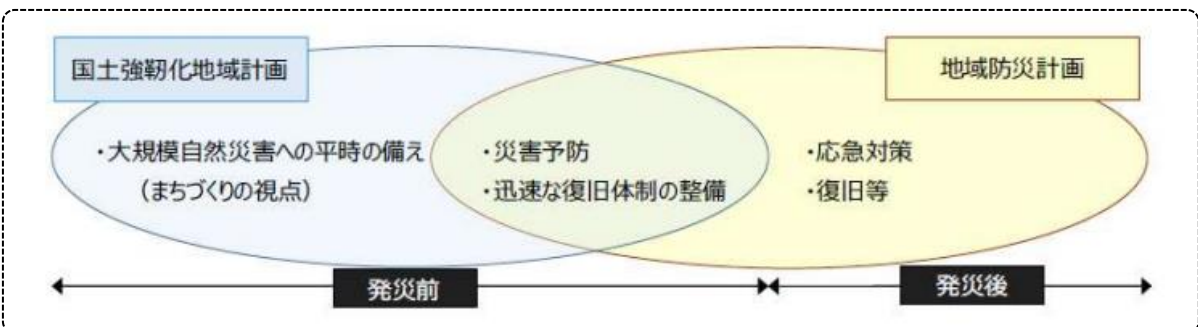 国土強靭化地域計画
地域防災計画
・大規模自然災害への平時の備え
（まちづくりの視点）
・災害予防
・迅速な復旧体制の整備
・応急対策
・復旧等
発災前
発災後